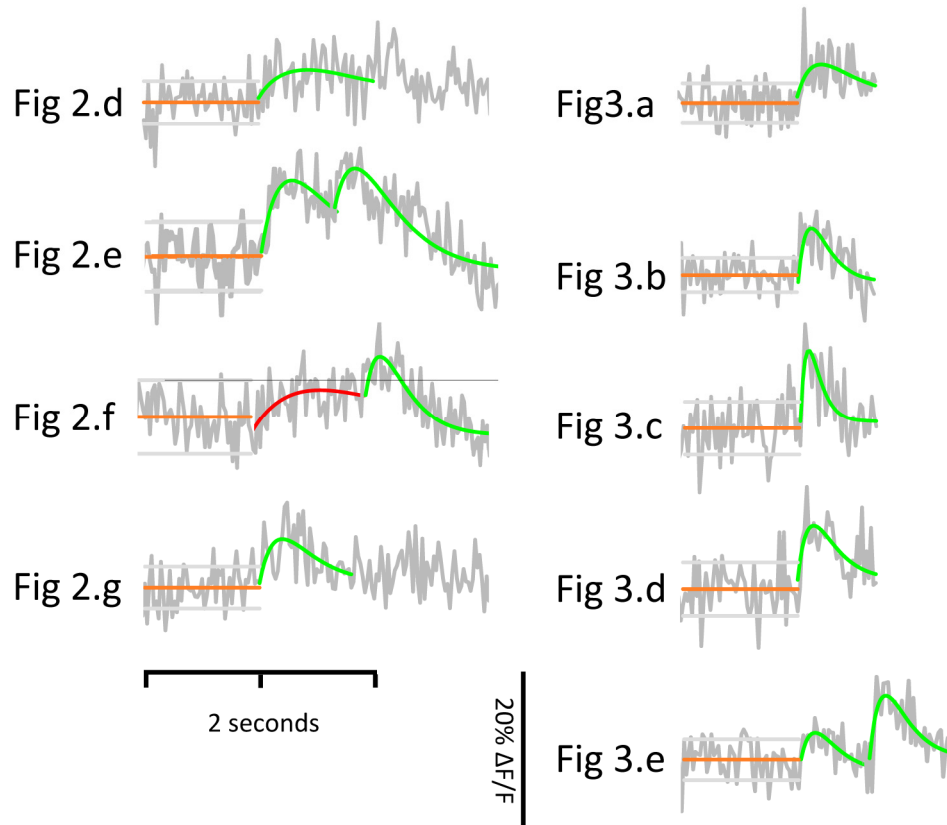 Fig 2.d
Fig3.a
Fig 2.e
Fig 3.b
Fig 2.f
Fig 3.c
Fig 2.g
Fig 3.d
2 seconds
20% ΔF/F
Fig 3.e